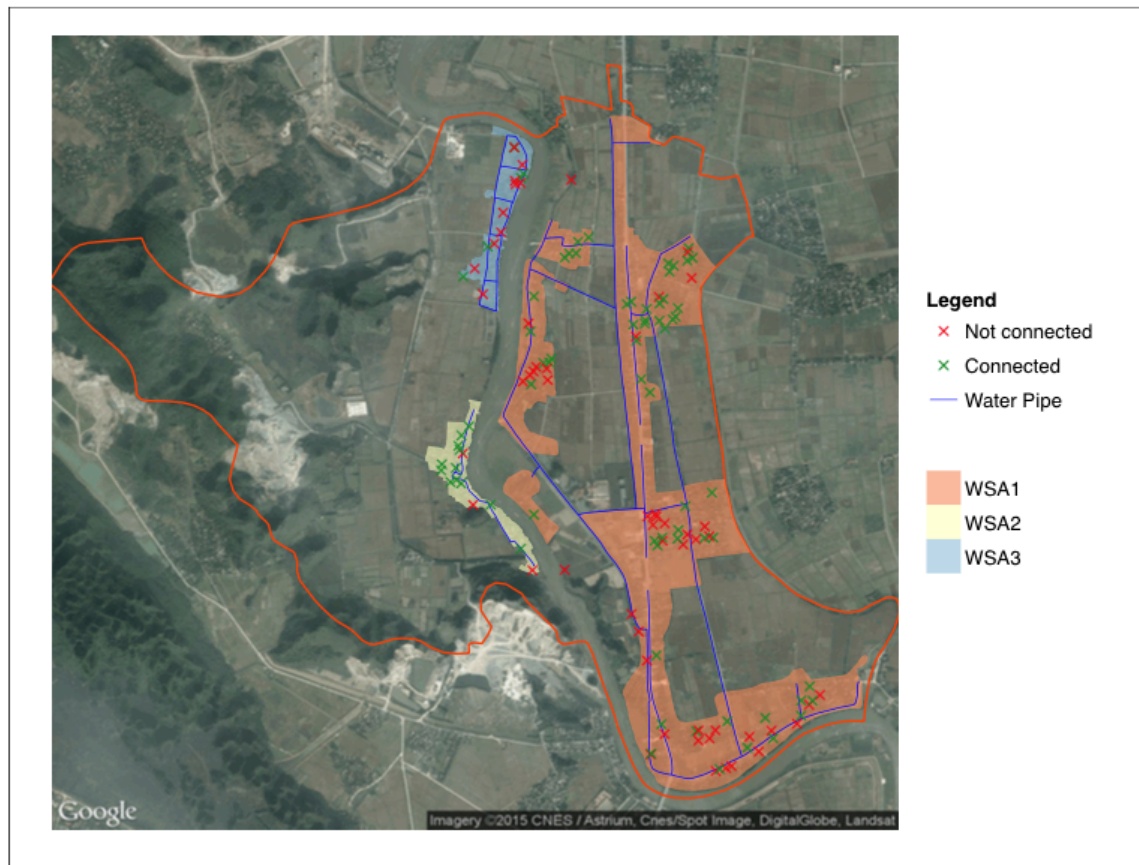 Legend
Not connected
Connected
Water Pipe
WSA1
WSA2
WSA3
Google
Imagery ©2015 CNES / Astrium, Cnes/Spot Image, DigitalGlobe, Landsat